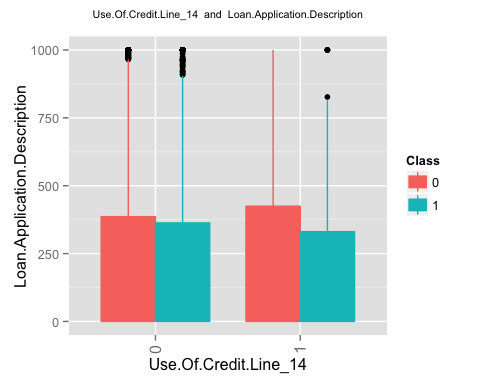 Use.Of.Credit.Line_14 and Loan.Application.Description
Loan.Application.Description
1000
750
500
250
0
0
1
Use.Of.Credit.Line_14
Class
0
1